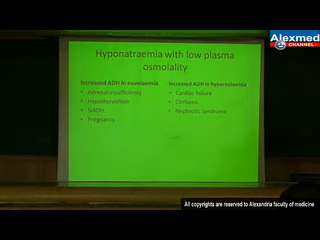 Alexmed
CHANNEL
Hyponatraemia with low plasma
osmolality
Increased ADH in euvolaemia
• Adrenal insufficiency
• Hypothyroidism
• SIADH
• Pregnancy
Increased ADH in hypervolaemia
• Cardiac failure
• Cirrhosis
• Nephrotic Syndrome
All copyrights are reserved to Alexandria faculty of medicine